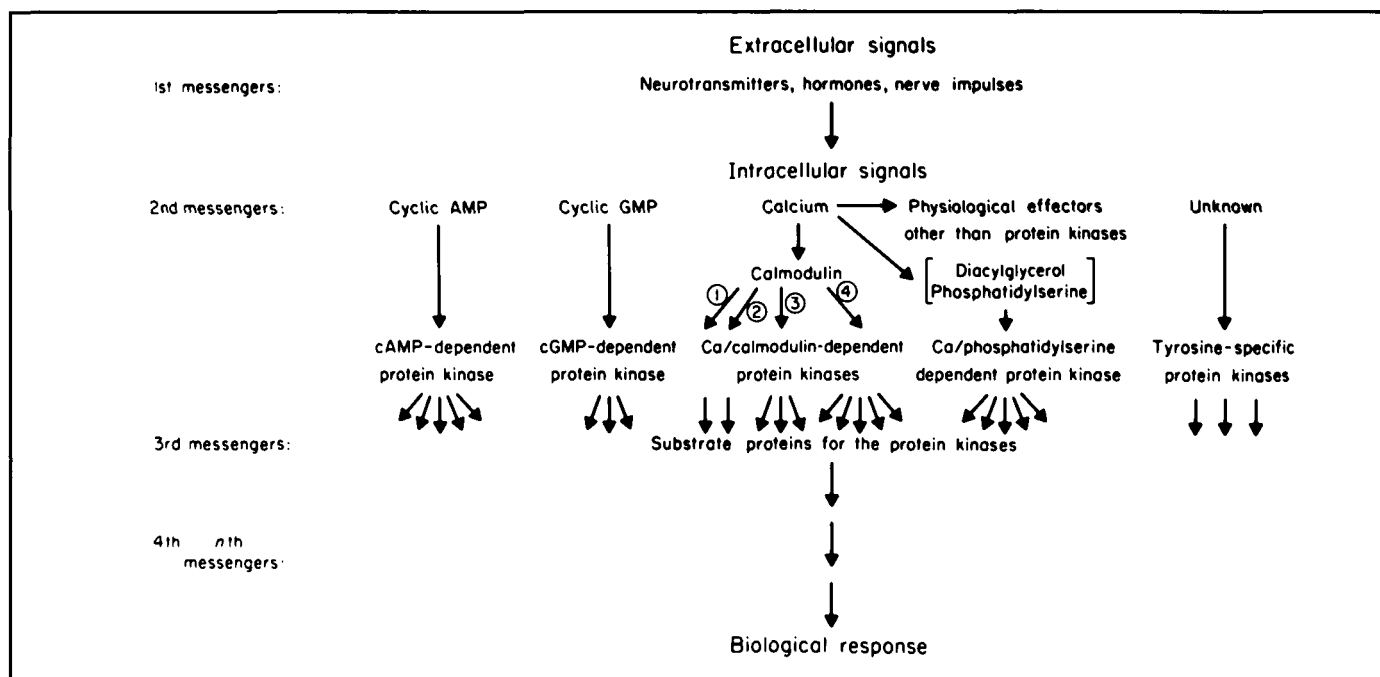 Extracellular signals
1st messengers: Neurotransmitters, hormones, nerve impulses
Intracellular signals
2nd messengers: Cyclic AMP Cyclic GMP Calcium Physiological effectors Unknown
other than protein kinases
Calmodulin [Diacylglycerol
Phosphatidylserine]
① ② ③ ④
cAMP-dependent cGMP-dependent Ca/calmodulin-dependent Ca/phosphatidylserine Tyrosine-specific
protein kinase protein kinase protein kinases dependent protein kinase protein kinases
3rd messengers: Substrate proteins for the protein kinases
4th nth
messengers:
Biological response